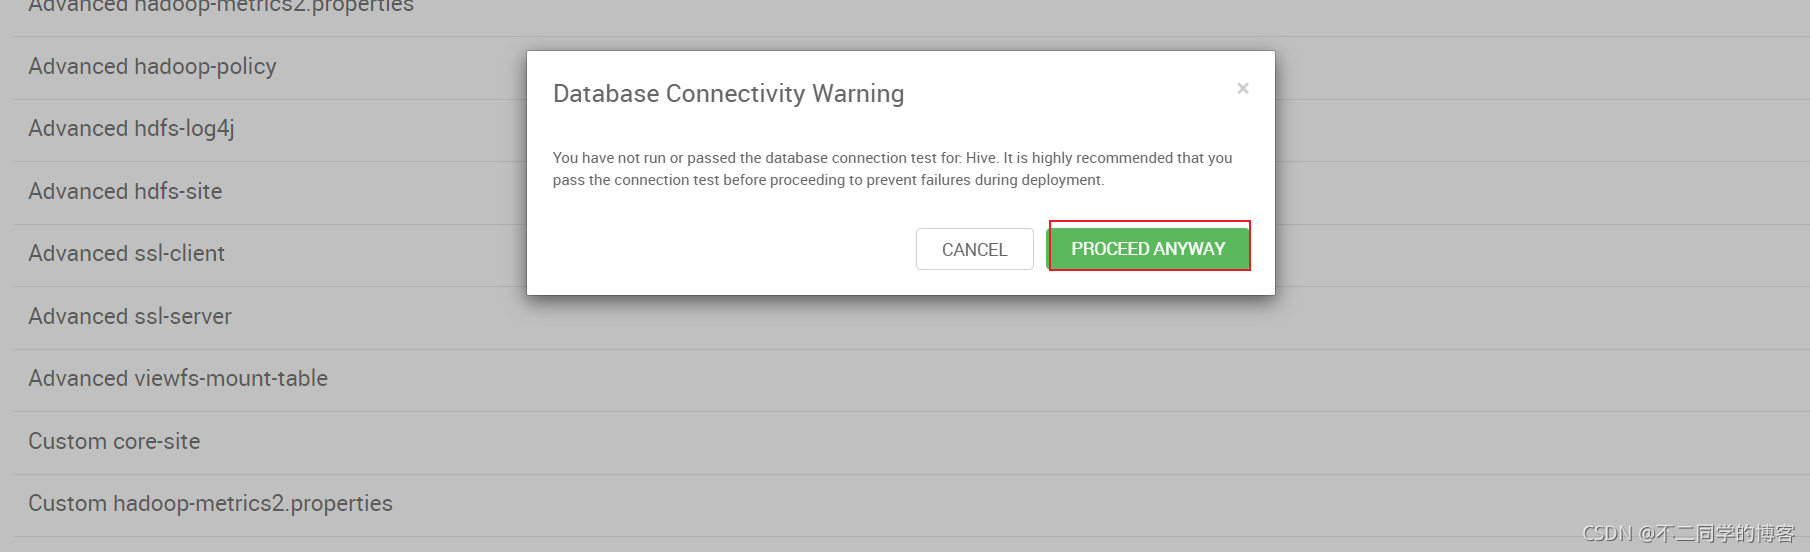 Advanced hadoop-metrics2.properties
Advanced hadoop-policy
Advanced hdfs-log4j
Advanced hdfs-site
Advanced ssl-client
Advanced ssl-server
Advanced viewfs-mount-table
Custom core-site
Custom hadoop-metrics2.properties
Database Connectivity Warning
×
You have not run or passed the database connection test for: Hive. It is highly recommended that you
pass the connection test before proceeding to prevent failures during deployment.
CANCEL
PROCEED ANYWAY
CSDN @不二同学的博客